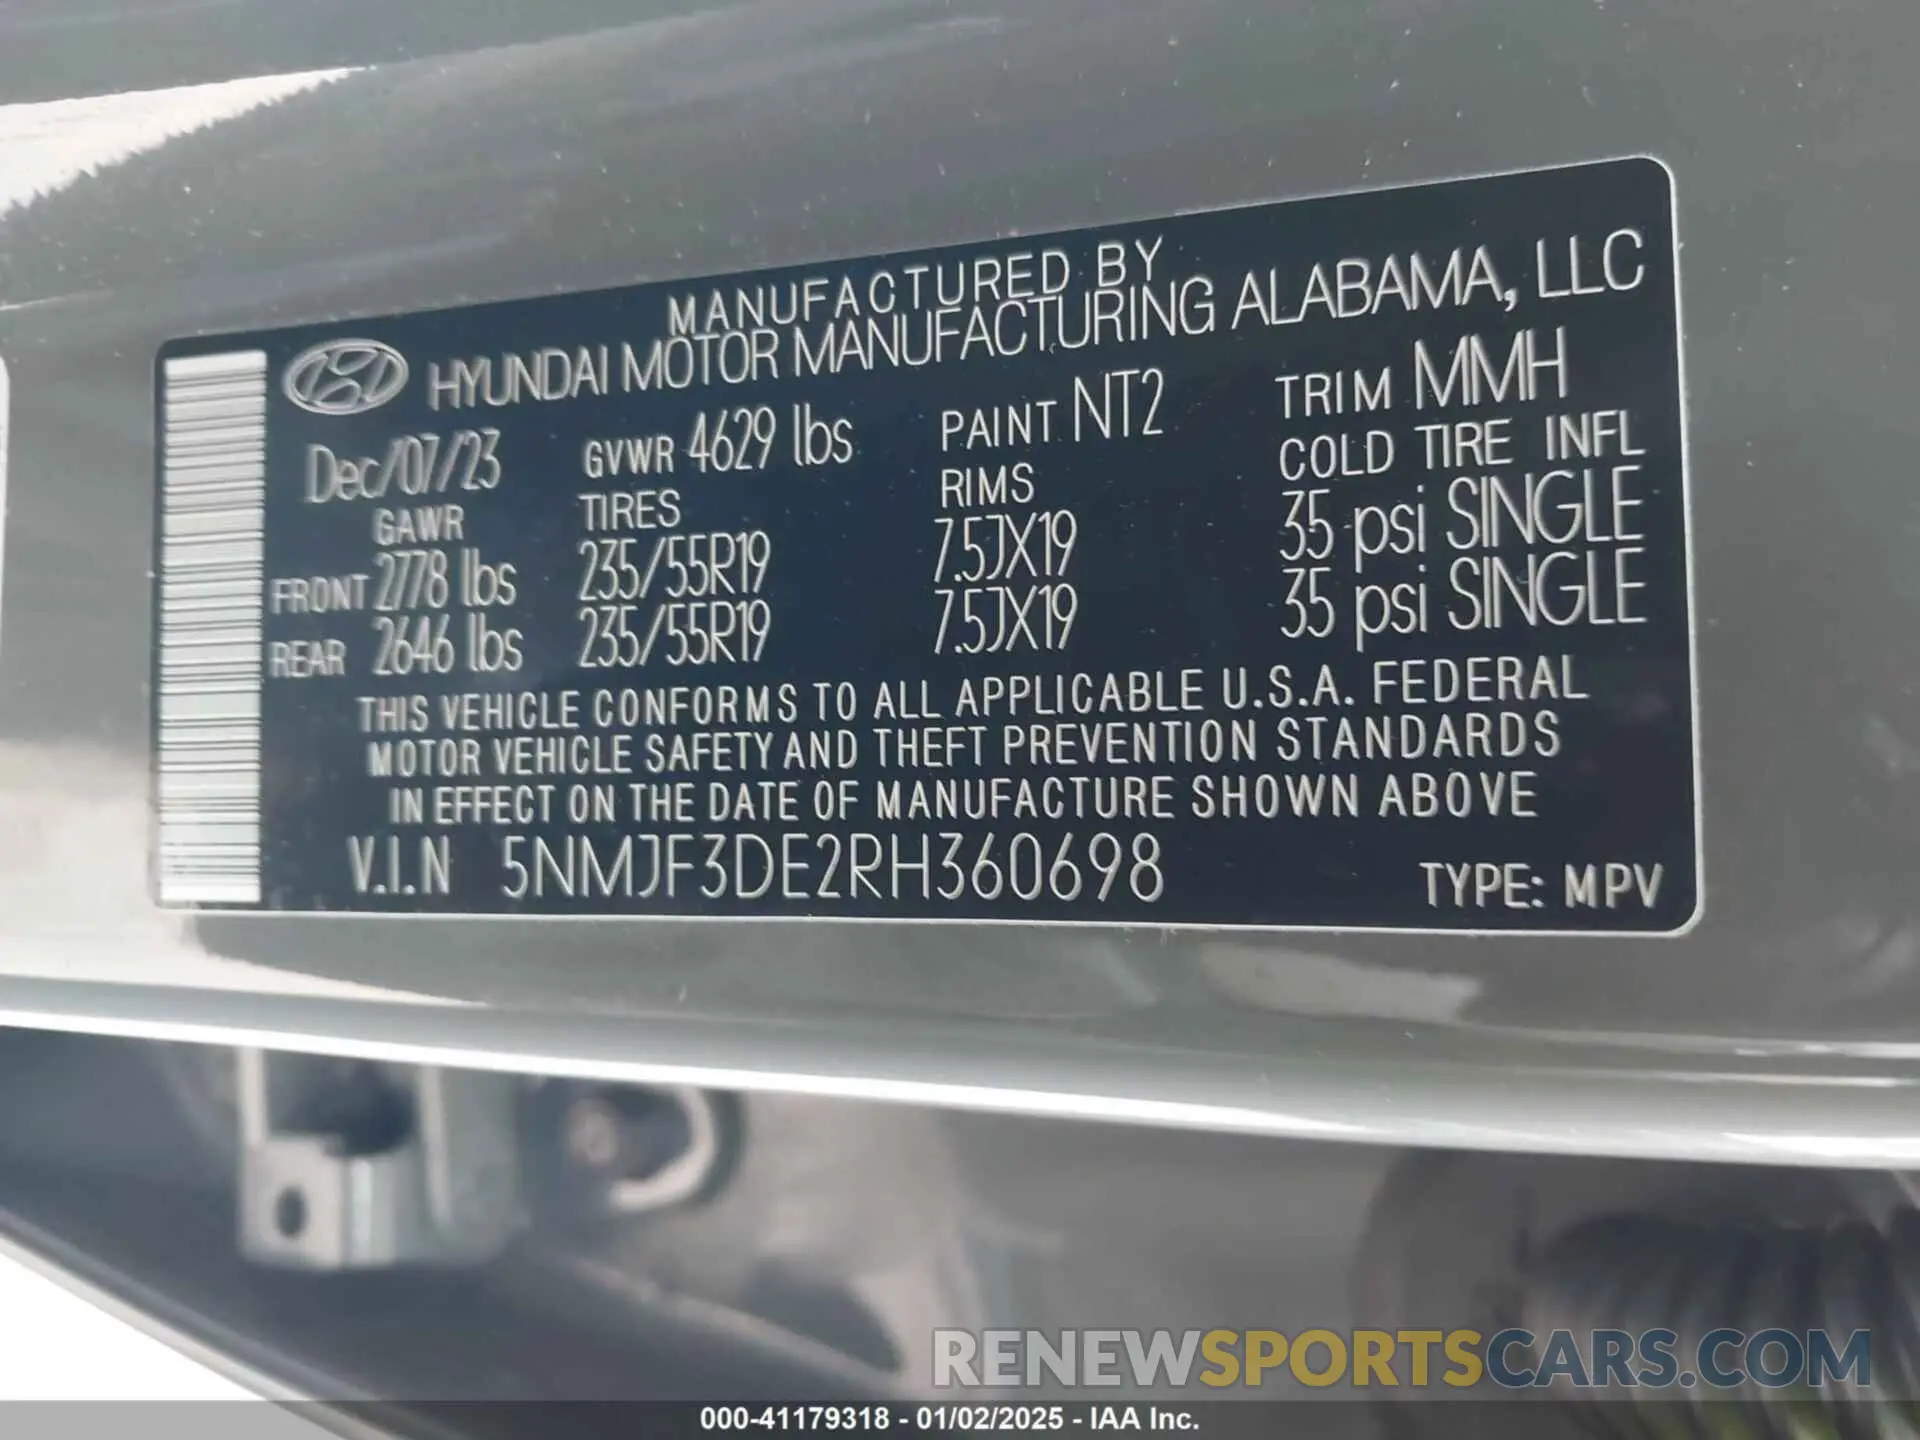 MANUFACTURED BY
HYUNDAI MOTOR MANUFACTURING ALABAMA, LLC
Dec/07/23 GVWR 4629 lbs PAINT NT2 TRIM MMH
GAWR TIRES RIMS COLD TIRE INFL
FRONT 2778 lbs 235/55R19 7.5JX19 35 psi SINGLE
REAR 2646 lbs 235/55R19 7.5JX19 35 psi SINGLE
THIS VEHICLE CONFORMS TO ALL APPLICABLE U.S.A. FEDERAL
MOTOR VEHICLE SAFETY AND THEFT PREVENTION STANDARDS
IN EFFECT ON THE DATE OF MANUFACTURE SHOWN ABOVE
V.I.N 5NMJF3DE2RH360698 TYPE: MPV
RENEWSPORTSCARS.COM
000-41179318 - 01/02/2025 - IAA Inc.